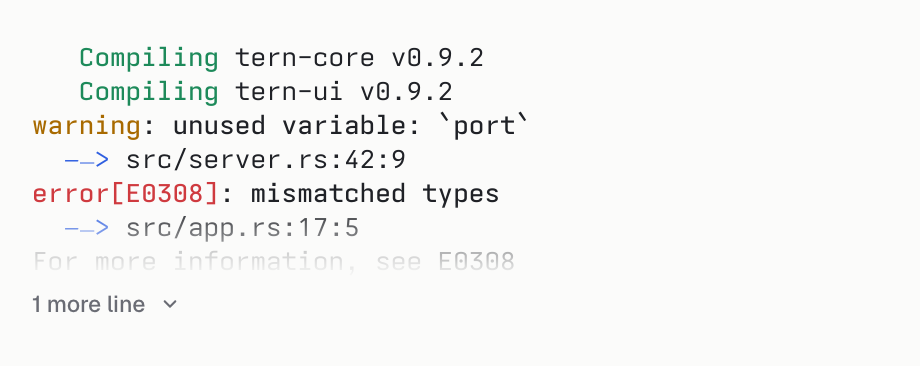 Compiling tern-core v0.9.2
Compiling tern-ui v0.9.2
warning: unused variable: `port`
--> src/server.rs:42:9
error[E0308]: mismatched types
--> src/app.rs:17:5
For more information, see E0308
1 more line